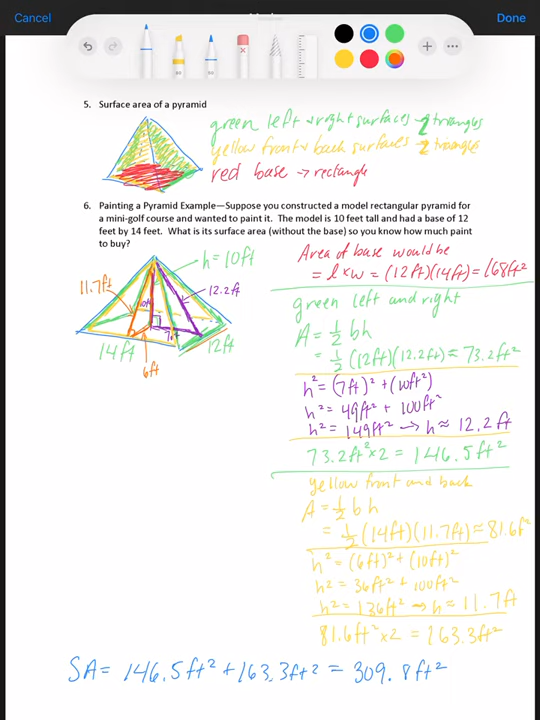 Cancel
Done
5. Surface area of a pyramid
green left + right surfaces → 2 triangles
yellow front + back surfaces → 2 triangles
red base → rectangle
6. Painting a Pyramid Example—Suppose you constructed a model rectangular pyramid for
a mini-golf course and wanted to paint it. The model is 10 feet tall and had a base of 12
feet by 14 feet. What is its surface area (without the base) so you know how much paint
to buy?
h = 10ft
11.7ft
12.2ft
14ft
12ft
6ft
Area of base would be
= l x w = (12ft)(14ft) = 168ft²
green left and right
A = 1/2 bh
= 1/2 (12ft)(12.2ft) ≈ 73.2ft²
h² = (7ft)² + (10ft²)
h² = 49ft² + 100ft²
h² = 149ft² → h ≈ 12.2ft
73.2ft² x 2 = 146.5ft²
yellow front and back
A = 1/2 bh
= 1/2 (14ft)(11.7ft) ≈ 81.6ft²
h² = (6ft)² + (10ft)²
h² = 36ft² + 100ft²
h² = 136ft² → h ≈ 11.7ft
81.6ft² x 2 = 163.3ft²
SA = 146.5ft² + 163.3ft² = 309.8ft²